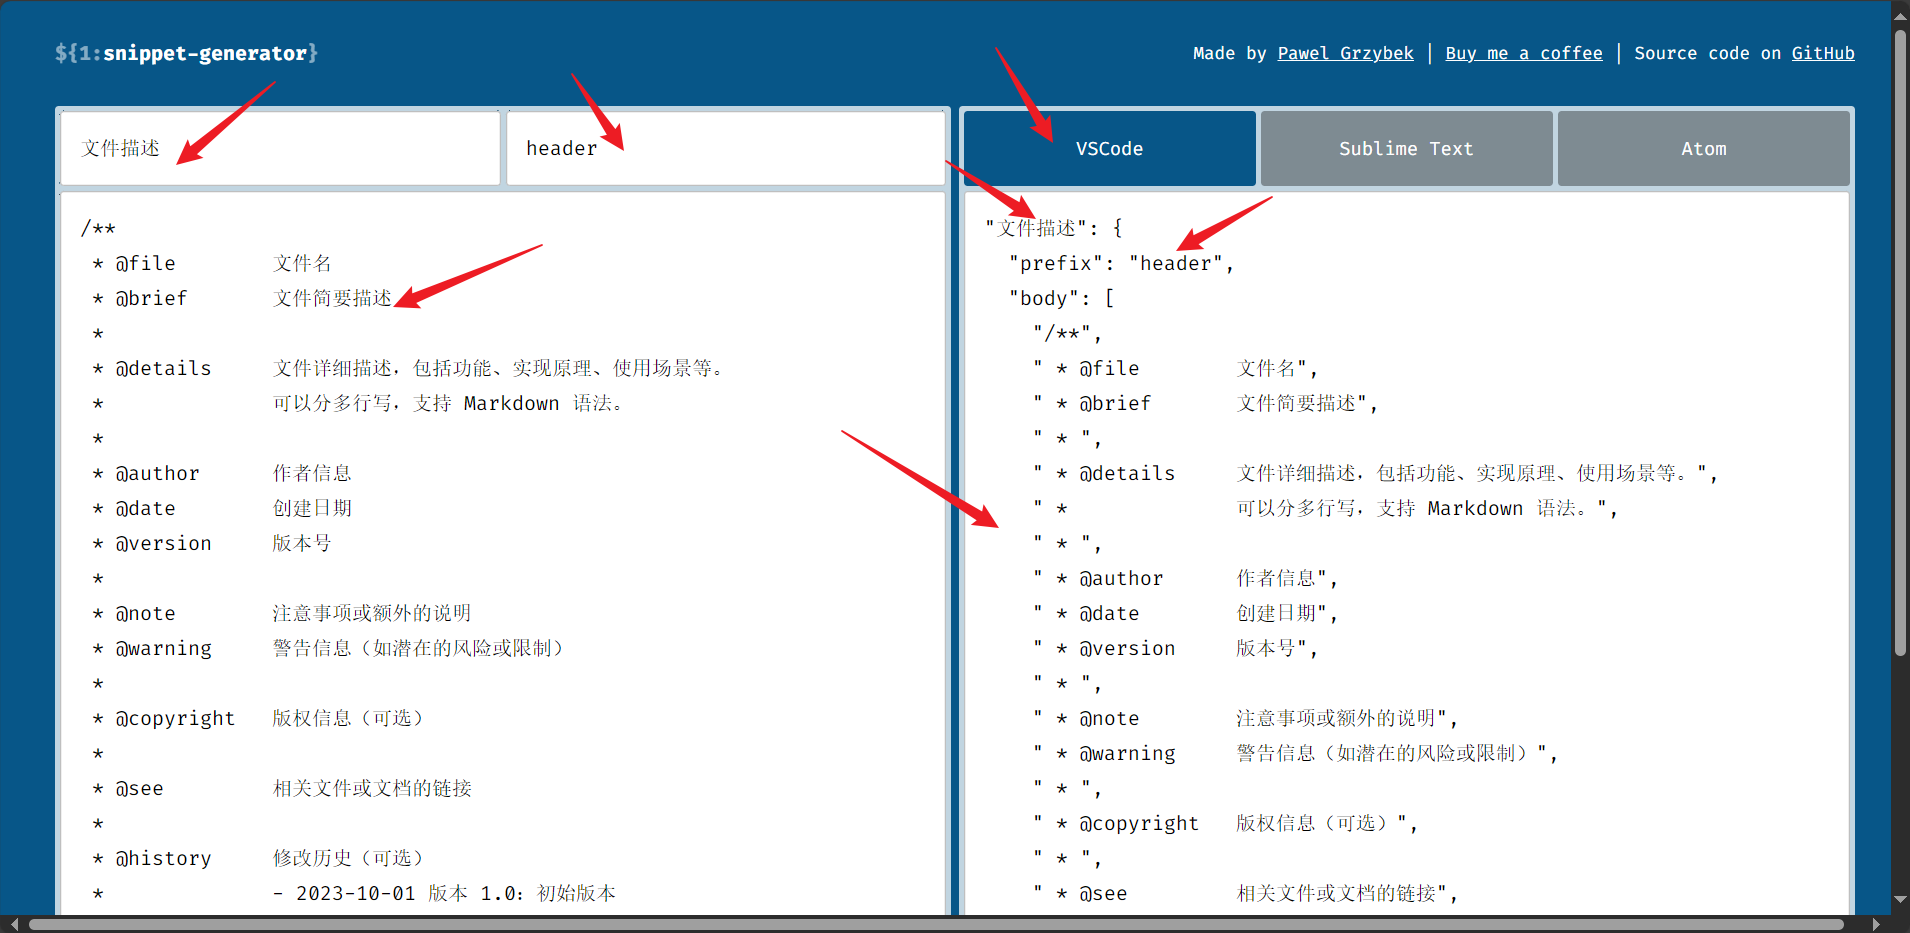 ${1:snippet-generator}
Made by Pawel Grzybek | Buy me a coffee | Source code on GitHub
文件描述
header
/**
 * @file        文件名
 * @brief       文件简要描述
 *
 * @details     文件详细描述，包括功能、实现原理、使用场景等。
 *              可以分多行写，支持 Markdown 语法。
 *
 * @author      作者信息
 * @date        创建日期
 * @version     版本号
 *
 * @note        注意事项或额外的说明
 * @warning     警告信息（如潜在的风险或限制）
 *
 * @copyright   版权信息（可选）
 *
 * @see         相关文件或文档的链接
 *
 * @history     修改历史（可选）
 *              - 2023-10-01 版本 1.0：初始版本
VSCode
Sublime Text
Atom
"文件描述": {
  "prefix": "header",
  "body": [
    "/**",
    " * @file        文件名",
    " * @brief       文件简要描述",
    " * ",
    " * @details     文件详细描述，包括功能、实现原理、使用场景等。",
    " *              可以分多行写，支持 Markdown 语法。",
    " * ",
    " * @author      作者信息",
    " * @date        创建日期",
    " * @version     版本号",
    " * ",
    " * @note        注意事项或额外的说明",
    " * @warning     警告信息（如潜在的风险或限制）",
    " * ",
    " * @copyright   版权信息（可选）",
    " * ",
    " * @see         相关文件或文档的链接",